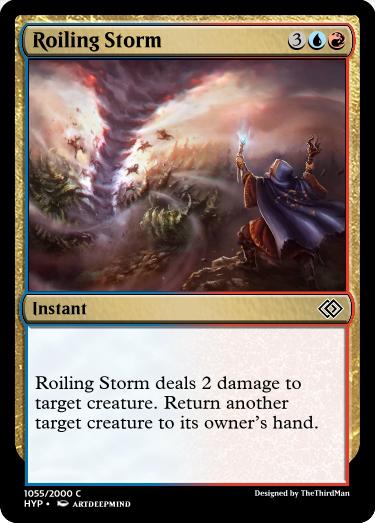 Roiling Storm 3
Instant
Roiling Storm deals 2 damage to
target creature. Return another
target creature to its owner's hand.
1055/2000 C
Designed by TheThirdMan
HYP • ARTDEEPMIND